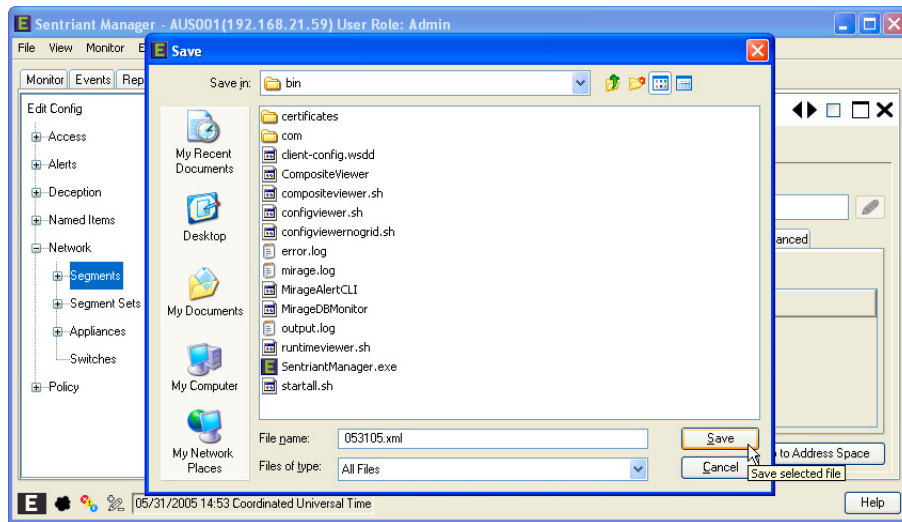 Sentriant Manager - AUS001(192.168.21.59) User Role: Admin
File View Monitor E
Save
Monitor Events Rep
Save in: bin
Edit Config
Access
Alerts
Deception
Named Items
Network
Segments
Segment Sets
Appliances
Switches
Policy
My Recent Documents
Desktop
My Documents
My Computer
My Network Places
certificates
com
client-config.wsdd
CompositeViewer
compositeviewer.sh
configviewer.sh
configviewernogrid.sh
error.log
mirage.log
MirageAlertCLI
MirageDBMonitor
output.log
runtimeviewer.sh
SentriantManager.exe
startall.sh
anced
File name: 053105.xml
Save
Files of type: All Files
Cancel
to Address Space
Save selected file
E
05/31/2005 14:53 Coordinated Universal Time
Help